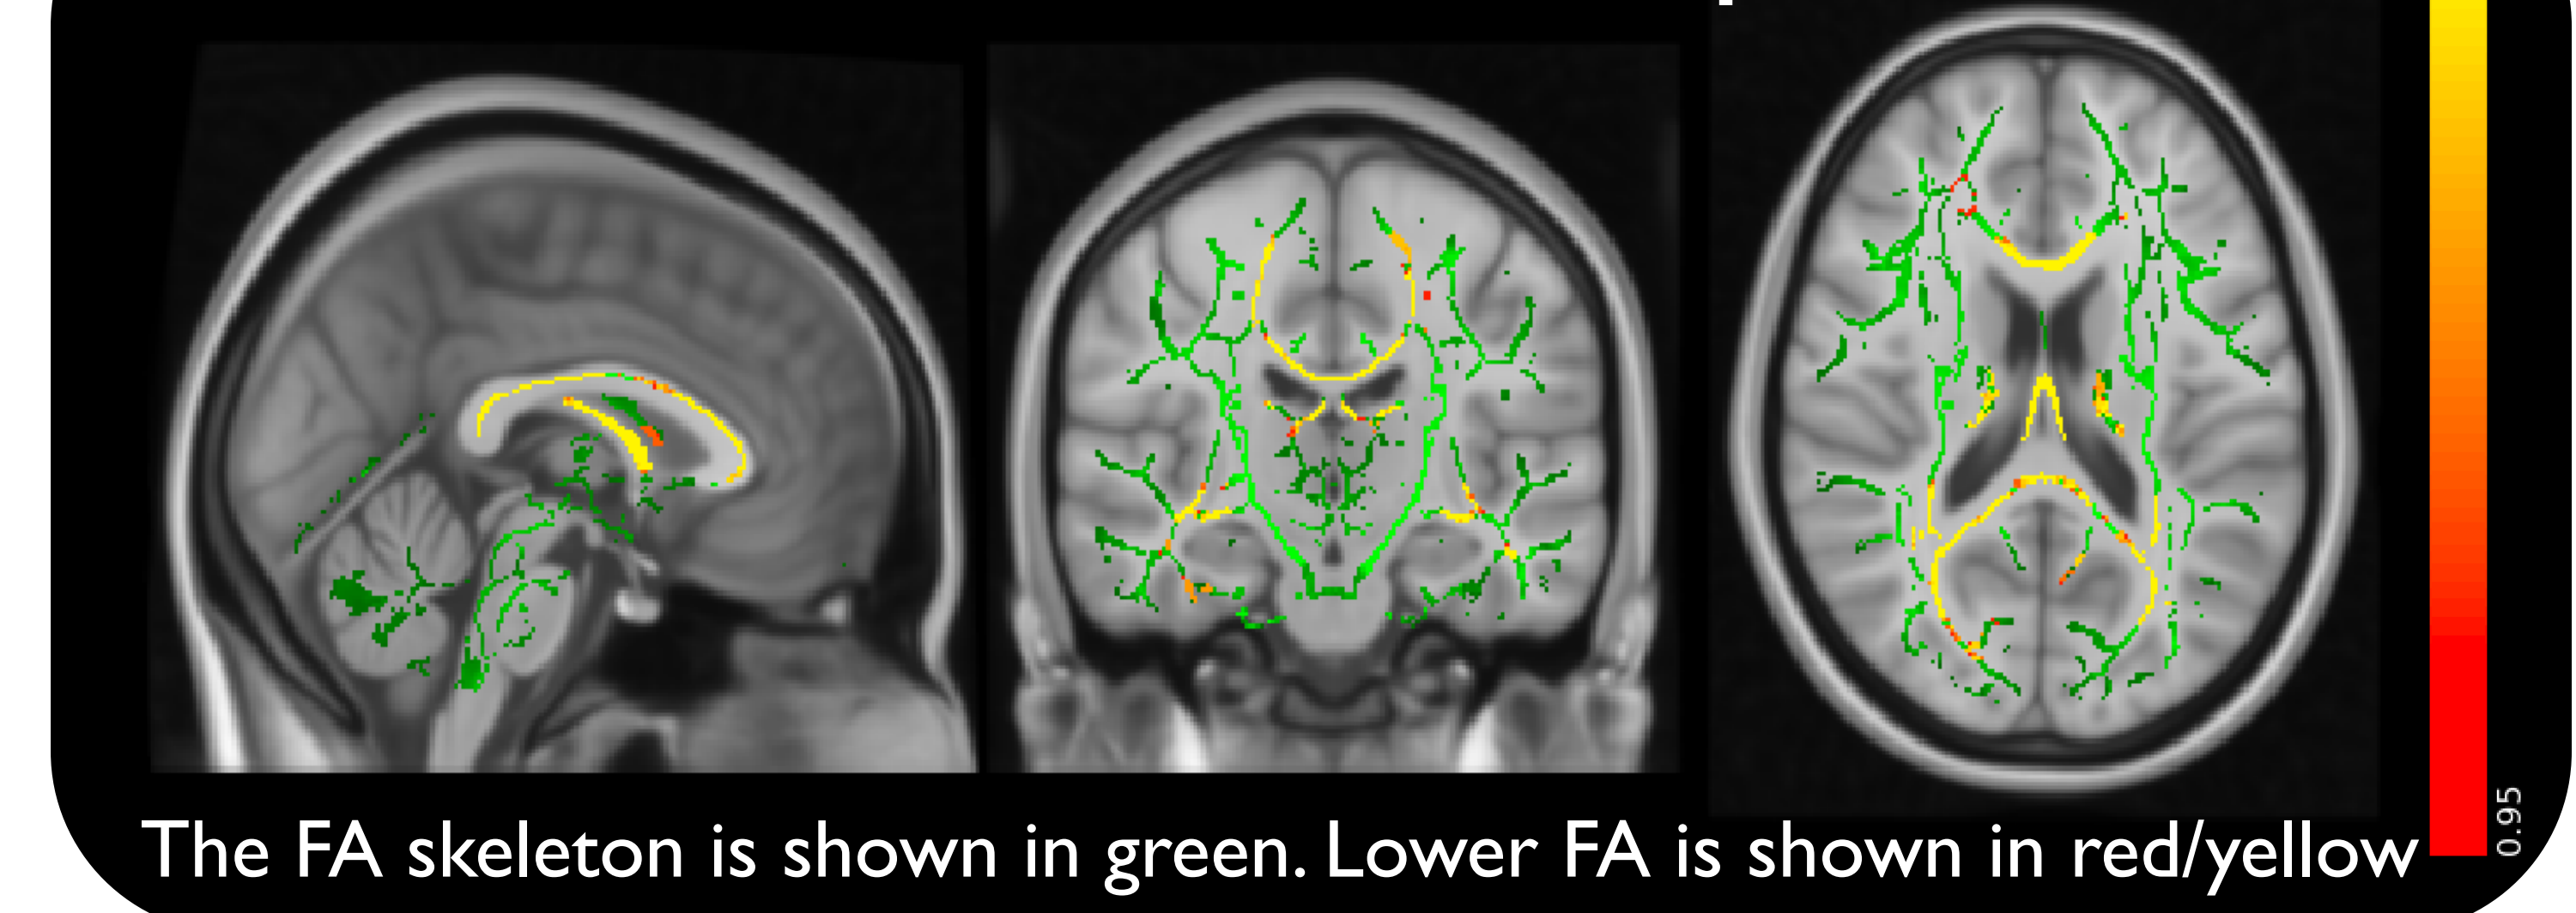 0.95
The FA skeleton is shown in green. Lower FA is shown in red/yellow